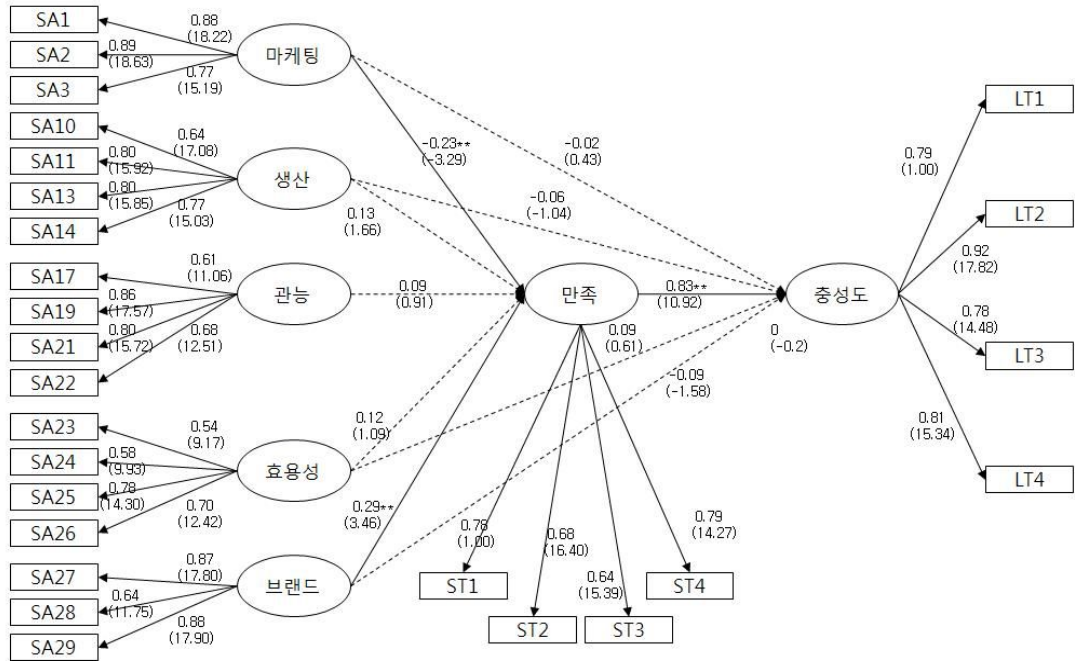 SA1
0.88
(18.22)
SA2
0.89
(18.63)
마케팅
SA3
0.77
(15.19)
LT1
SA10
0.64
(17.08)
-0.23**
(-3.29)
-0.02
(0.43)
SA11
0.80
(15.92)
0.79
(1.00)
SA13
0.80
(15.85)
생산
-0.06
(-1.04)
LT2
SA14
0.77
(15.03)
0.13
(1.66)
0.92
(17.82)
SA17
0.61
(11.06)
SA19
0.86
(17.57)
관능
0.09
(0.91)
만족
0.83**
(10.92)
충성도
SA21
0.80
(15.72)
0.68
(12.51)
0.09
(0.61)
0
(-0.2)
0.78
(14.48)
LT3
SA22
-0.09
(-1.58)
SA23
0.54
(9.17)
0.12
(1.09)
0.81
(15.34)
SA24
0.58
(9.93)
효용성
LT4
SA25
0.78
(14.30)
SA26
0.70
(12.42)
0.29**
(3.46)
0.78
(1.00)
0.68
(16.40)
0.79
(14.27)
SA27
0.87
(17.80)
브랜드
0.64
(15.39)
ST1
ST4
SA28
0.64
(11.75)
SA29
0.88
(17.90)
ST2
ST3